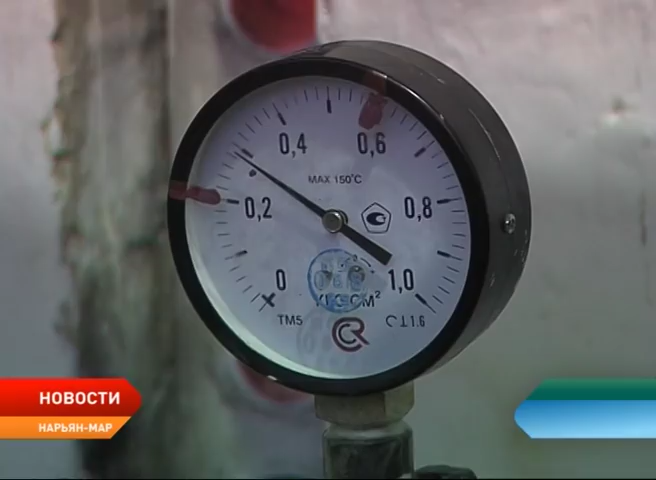 0,4
0,6
MAX 150°C
0,2
0,8
0
1,0
КГС/СМ²
ТМ5
1.6
НОВОСТИ
НАРЬЯН-МАР